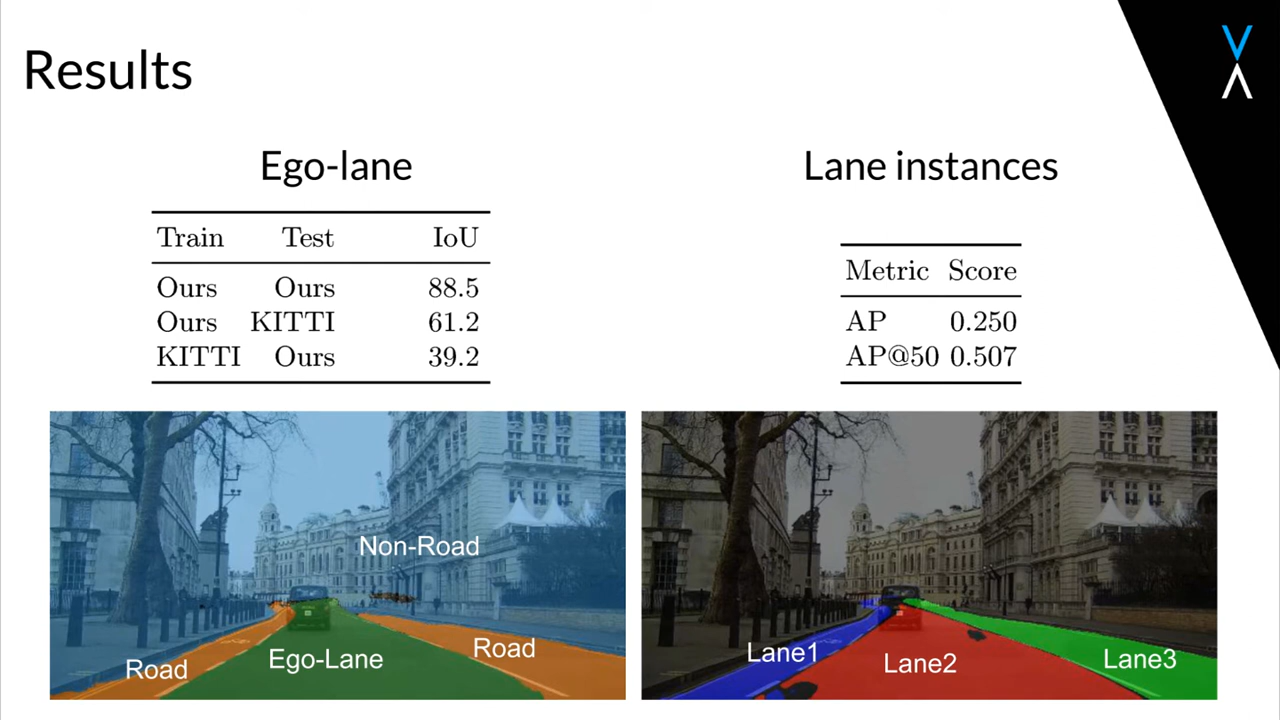 Results
Ego-lane
Train Test IoU
Ours Ours 88.5
Ours KITTI 61.2
KITTI Ours 39.2
Lane instances
Metric Score
AP 0.250
AP@50 0.507
Non-Road
Road
Ego-Lane
Road
Lane1
Lane2
Lane3